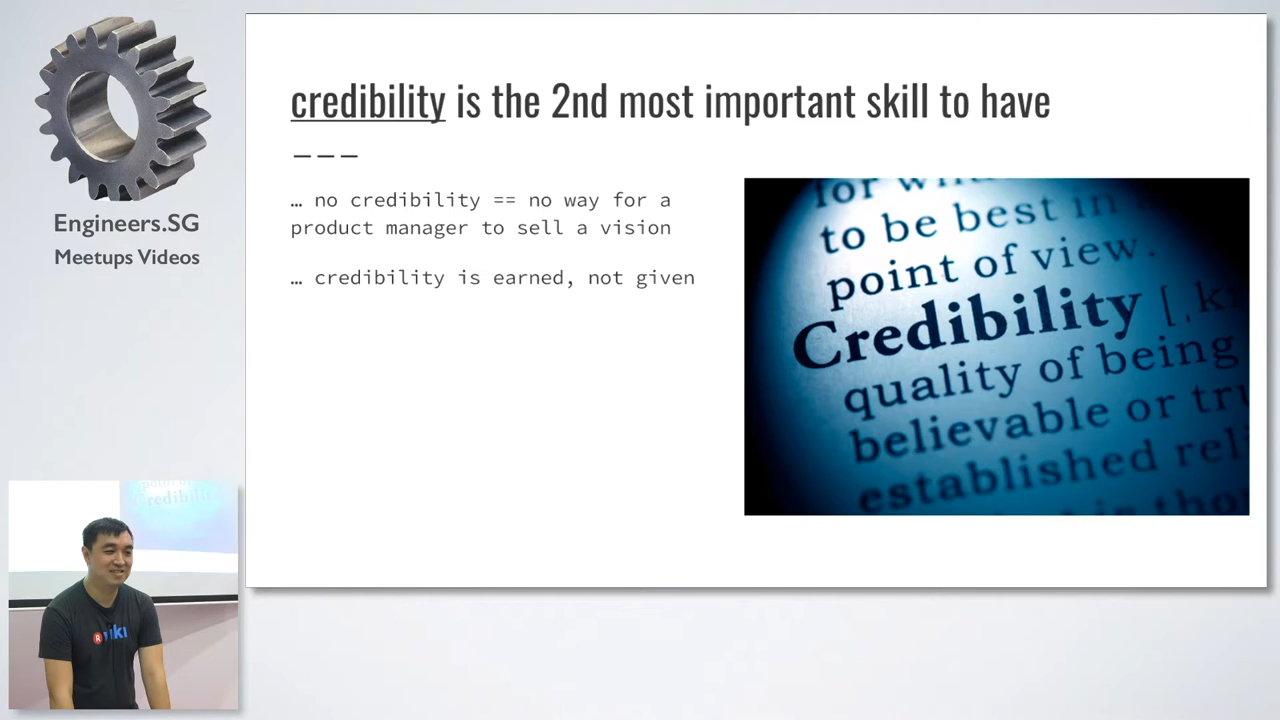 Engineers.SG
Meetups Videos
credibility is the 2nd most important skill to have
… no credibility == no way for a
product manager to sell a vision
… credibility is earned, not given
for
to be best in
point of view.
Credibility [,k
quality of being
believable or
established
Credibility